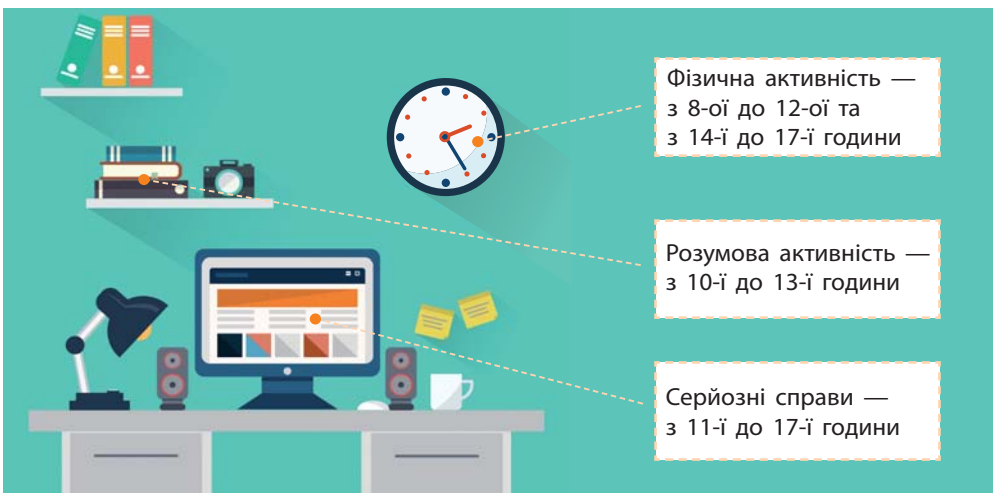 Фізична активність —
з 8-ої до 12-ої та
з 14-ї до 17-ї години
Розумова активність —
з 10-ї до 13-ї години
Серйозні справи —
з 11-ї до 17-ї години